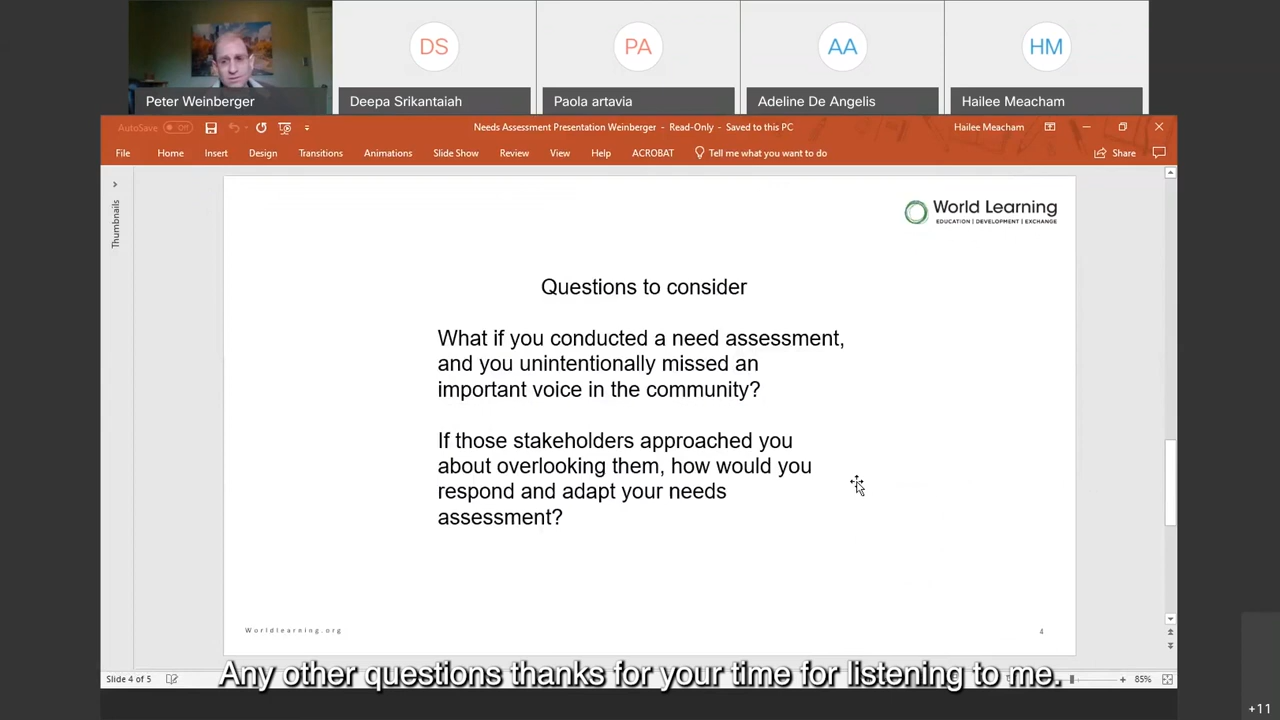 DS
PA
AA
HM
Peter Weinberger
Deepa Srikantaiah
Paola artavia
Adeline De Angelis
Hailee Meacham
AutoSave Off
Needs Assessment Presentation Weinberger - Read-Only - Saved to this PC
Hailee Meacham
File Home Insert Design Transitions Animations Slide Show Review View Help ACROBAT Tell me what you want to do Share
Thumbnails
World Learning
EDUCATION | DEVELOPMENT | EXCHANGE
Questions to consider
What if you conducted a need assessment,
and you unintentionally missed an
important voice in the community?
If those stakeholders approached you
about overlooking them, how would you
respond and adapt your needs
assessment?
Worldlearning.org
4
Any other questions thanks for your time for listening to me.
Slide 4 of 5
85%
+11